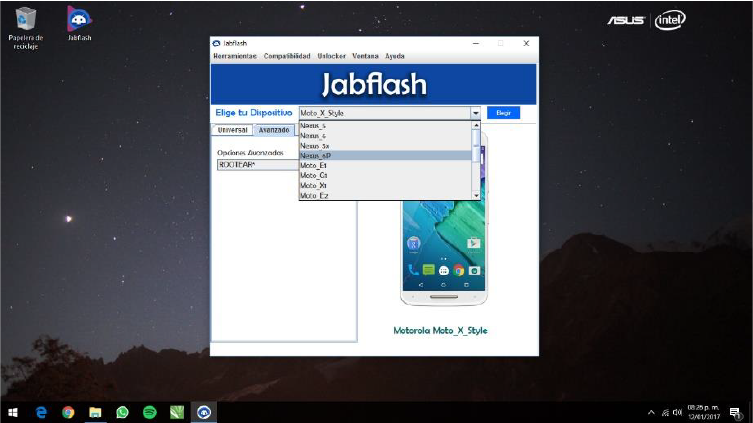 Papelera de
reciclaje
Jabflash
ASUS
intel
Jabflash
Herramientas Compatibilidad Unlocker Ventana Ayuda
Jabflash
Elige tu Dispositivo
Moto_X_Style
Elegir
Universal
Avanzado
Nexus_5
Nexus_6
Nexus_5x
Nexus_6P
Moto_E1
Moto_G1
Moto_X1
Moto_E2
Opciones Avanzadas
ROOTEAR*
Motorola Moto_X_Style
08:26 p. m.
12/01/2017